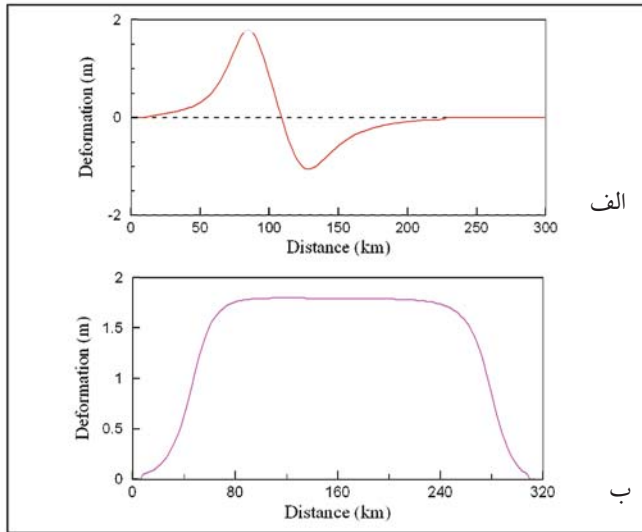 2
0
-2
Deformation (m)
0 50 100 150 200 250 300
Distance (km)
الف
2
1.5
1
0.5
0
Deformation (m)
0 80 160 240 320
Distance (km)
ب